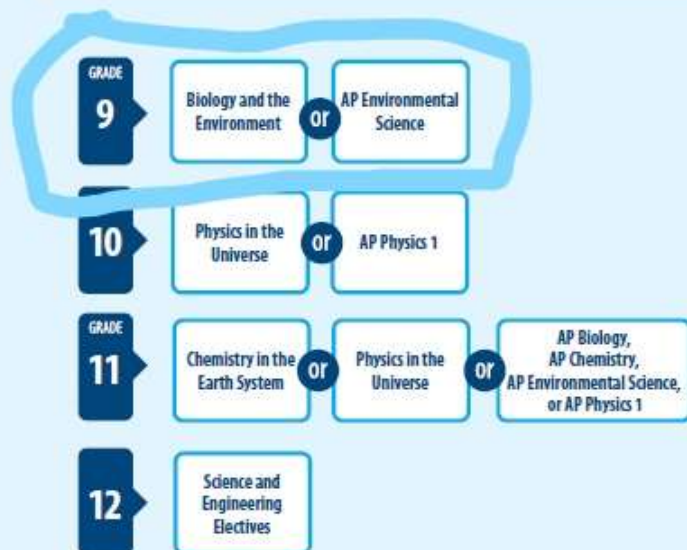 GRADE
9
Biology and the
Environment
or
AP Environmental
Science
10
Physics in the
Universe
or
AP Physics 1
GRADE
11
Chemistry in the
Earth System
or
Physics in the
Universe
or
AP Biology,
AP Chemistry,
AP Environmental Science,
or AP Physics 1
12
Science and
Engineering
Electives